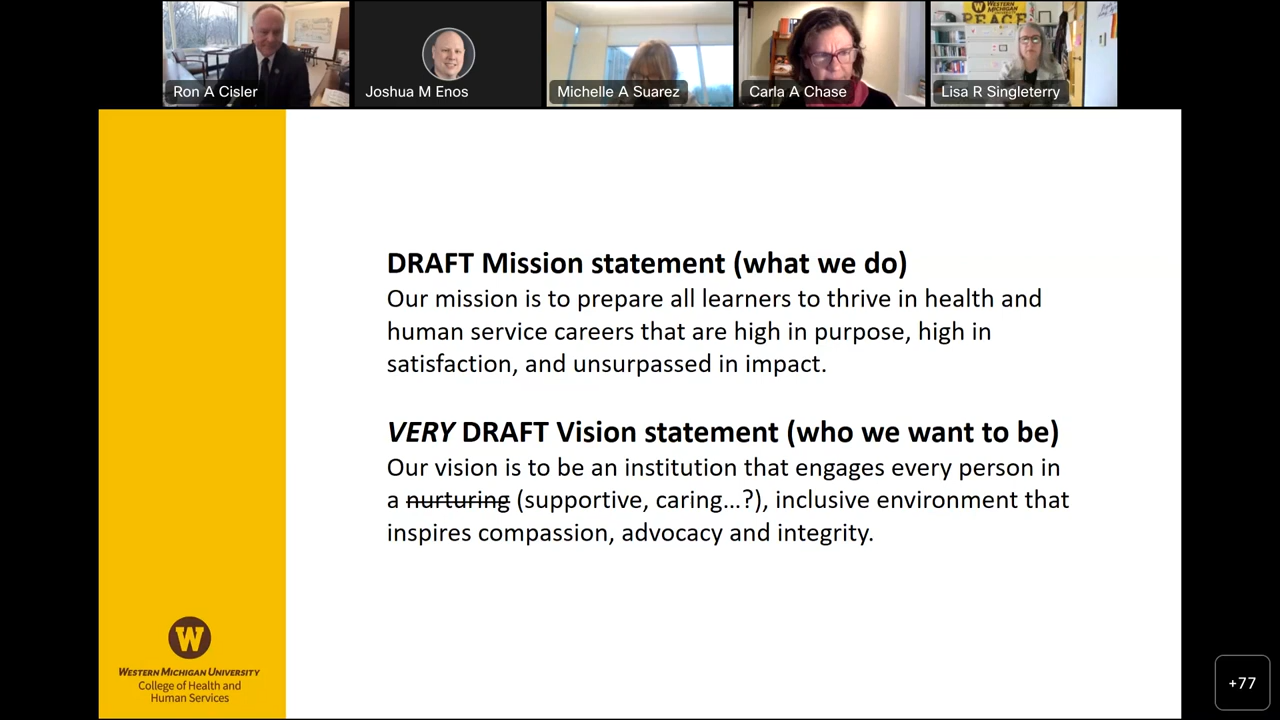 WESTERN MICHIGAN
PEACE
Ron A Cisler
Joshua M Enos
Michelle A Suarez
Carla A Chase
Lisa R Singleterry
DRAFT Mission statement (what we do)
Our mission is to prepare all learners to thrive in health and
human service careers that are high in purpose, high in
satisfaction, and unsurpassed in impact.
VERY DRAFT Vision statement (who we want to be)
Our vision is to be an institution that engages every person in
a nurturing (supportive, caring…?), inclusive environment that
inspires compassion, advocacy and integrity.
W
WESTERN MICHIGAN UNIVERSITY
College of Health and
Human Services
+77